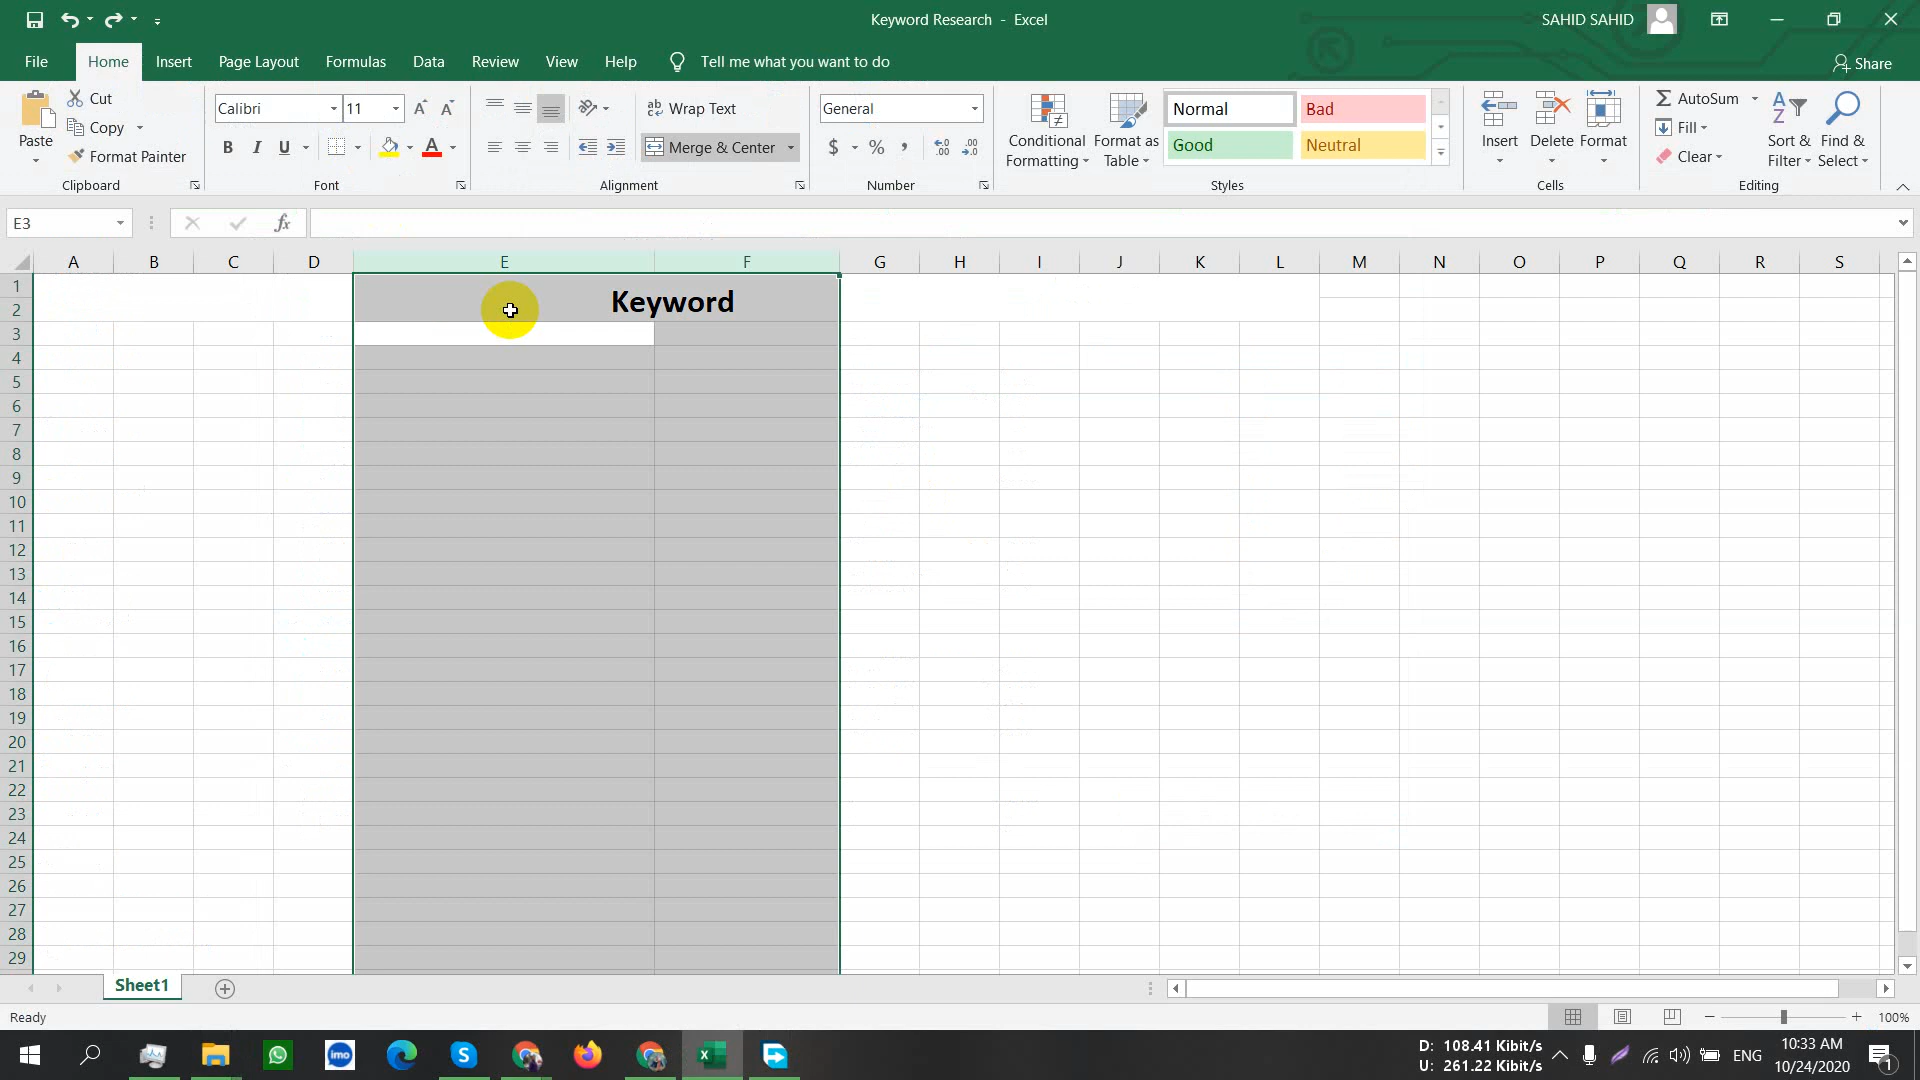 Keyword Research - Excel
SAHID SAHID
File Home Insert Page Layout Formulas Data Review View Help Tell me what you want to do Share
Paste
Cut
Copy
Format Painter
Clipboard
Calibri 11
B I U A
Font
Wrap Text
Merge & Center
Alignment
General
$ % ,
Number
Conditional Formatting
Format as Table
Normal Bad
Good Neutral
Styles
Insert Delete Format
Cells
AutoSum
Fill
Clear
Sort & Filter
Find & Select
Editing
E3 fx
A B C D E F G H I J K L M N O P Q R S
1
Keyword
2
3
4
5
6
7
8
9
10
11
12
13
14
15
16
17
18
19
20
21
22
23
24
25
26
27
28
29
Sheet1
Ready 100%
imo
D: 108.41 Kibit/s
U: 261.22 Kibit/s
ENG
10:33 AM
10/24/2020
1